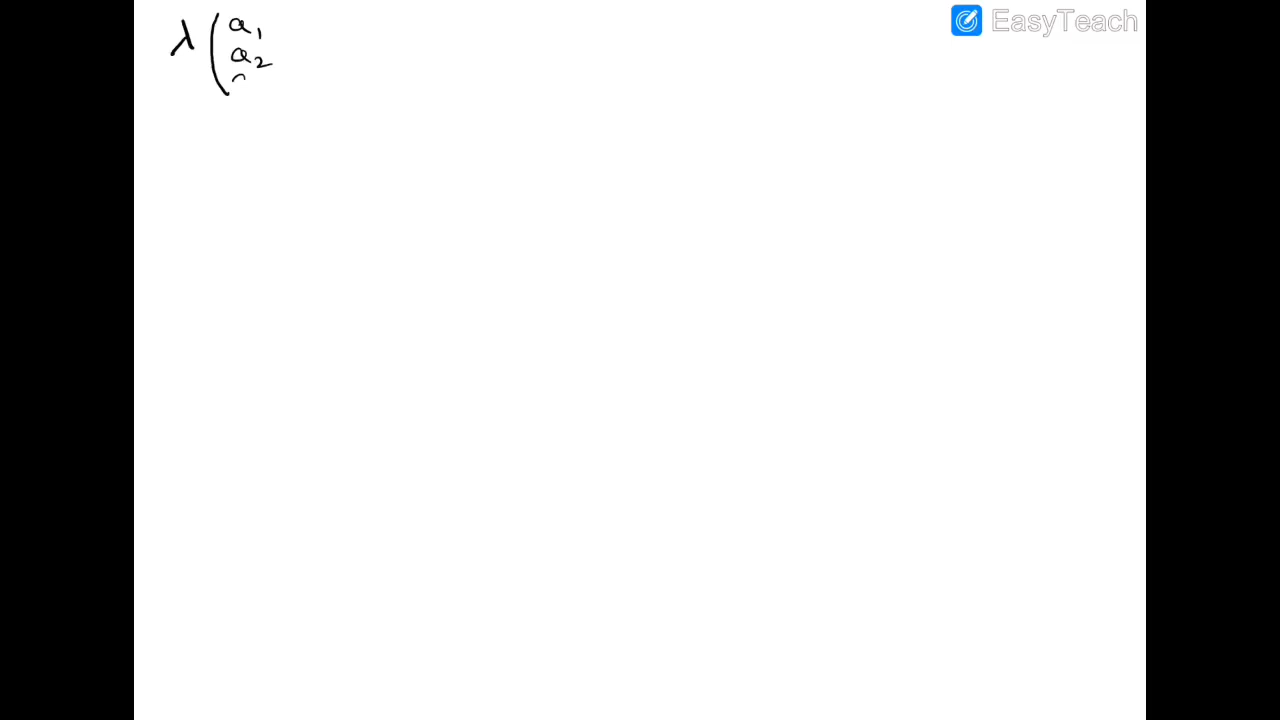 EasyTeach
λ ( a₁
a₂